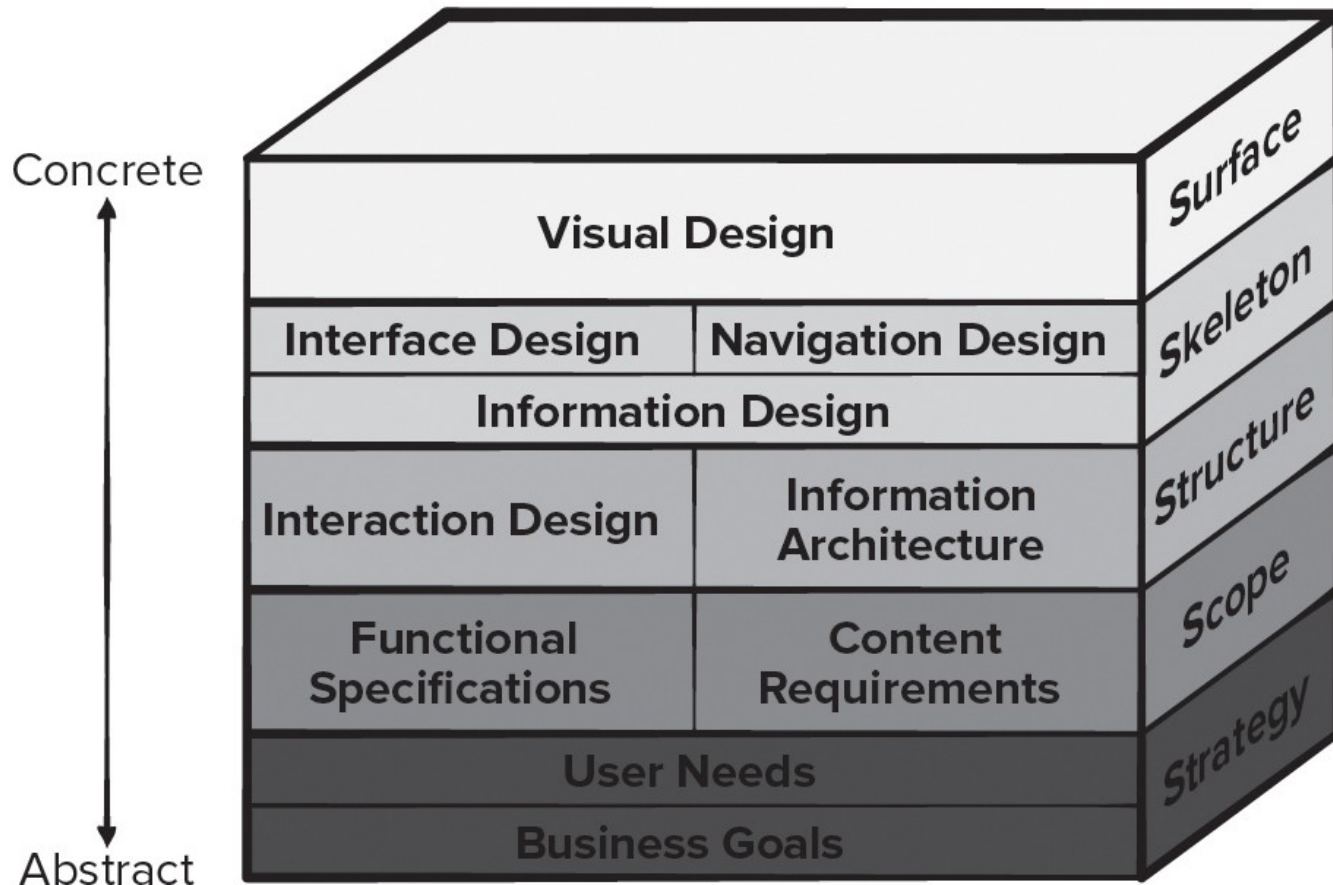 Concrete
Visual Design
Surface
Interface Design
Navigation Design
Skeleton
Information Design
Interaction Design
Information
Architecture
Structure
Functional
Specifications
Content
Requirements
Scope
User Needs
Strategy
Business Goals
Abstract